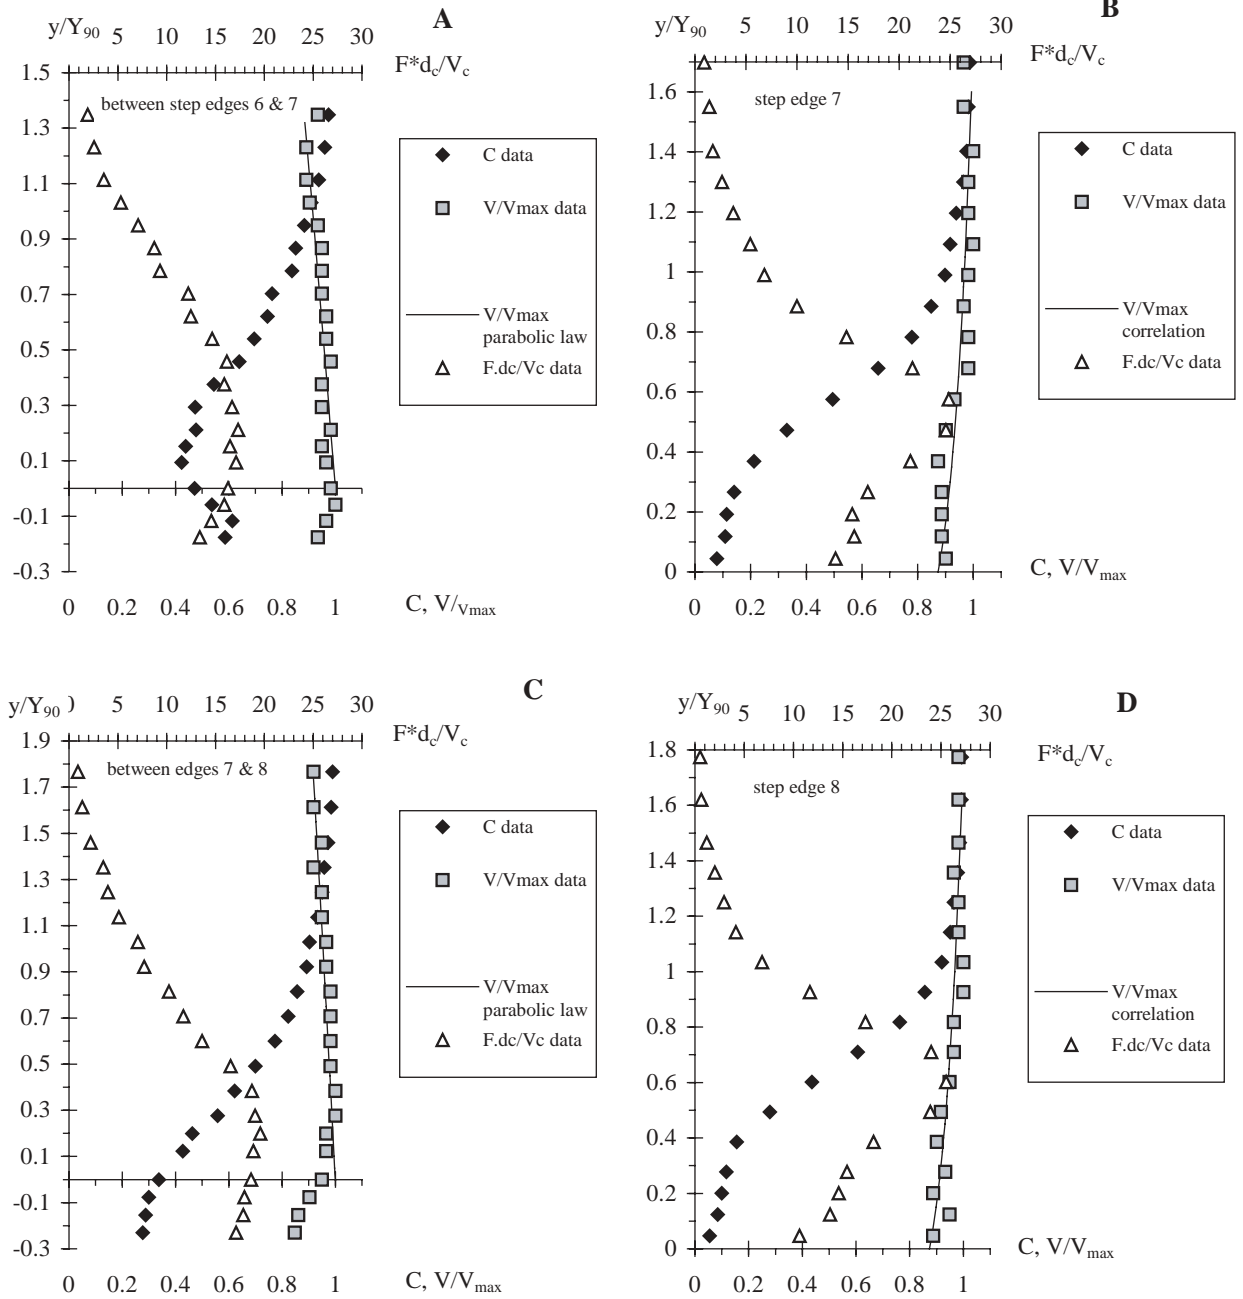 A
y/Y90 5 10 15 20 25 30
F*dc/Vc
between step edges 6 & 7
1.5
1.3
1.1
0.9
0.7
0.5
0.3
0.1
-0.1
-0.3
0 0.2 0.4 0.6 0.8 1
C, V/Vmax
C data
V/Vmax data
V/Vmax
parabolic law
F.dc/Vc data
B
y/Y90 5 10 15 20 25 30
F*dc/Vc
step edge 7
1.6
1.4
1.2
1
0.8
0.6
0.4
0.2
0
0 0.2 0.4 0.6 0.8 1
C, V/Vmax
C data
V/Vmax data
V/Vmax
correlation
F.dc/Vc data
C
y/Y90 5 10 15 20 25 30
F*dc/Vc
between edges 7 & 8
1.9
1.7
1.5
1.3
1.1
0.9
0.7
0.5
0.3
0.1
-0.1
-0.3
0 0.2 0.4 0.6 0.8 1
C, V/Vmax
C data
V/Vmax data
V/Vmax
parabolic law
F.dc/Vc data
D
y/Y90 5 10 15 20 25 30
F*dc/Vc
step edge 8
1.8
1.6
1.4
1.2
1
0.8
0.6
0.4
0.2
0
0 0.2 0.4 0.6 0.8 1
C, V/Vmax
C data
V/Vmax data
V/Vmax
correlation
F.dc/Vc data